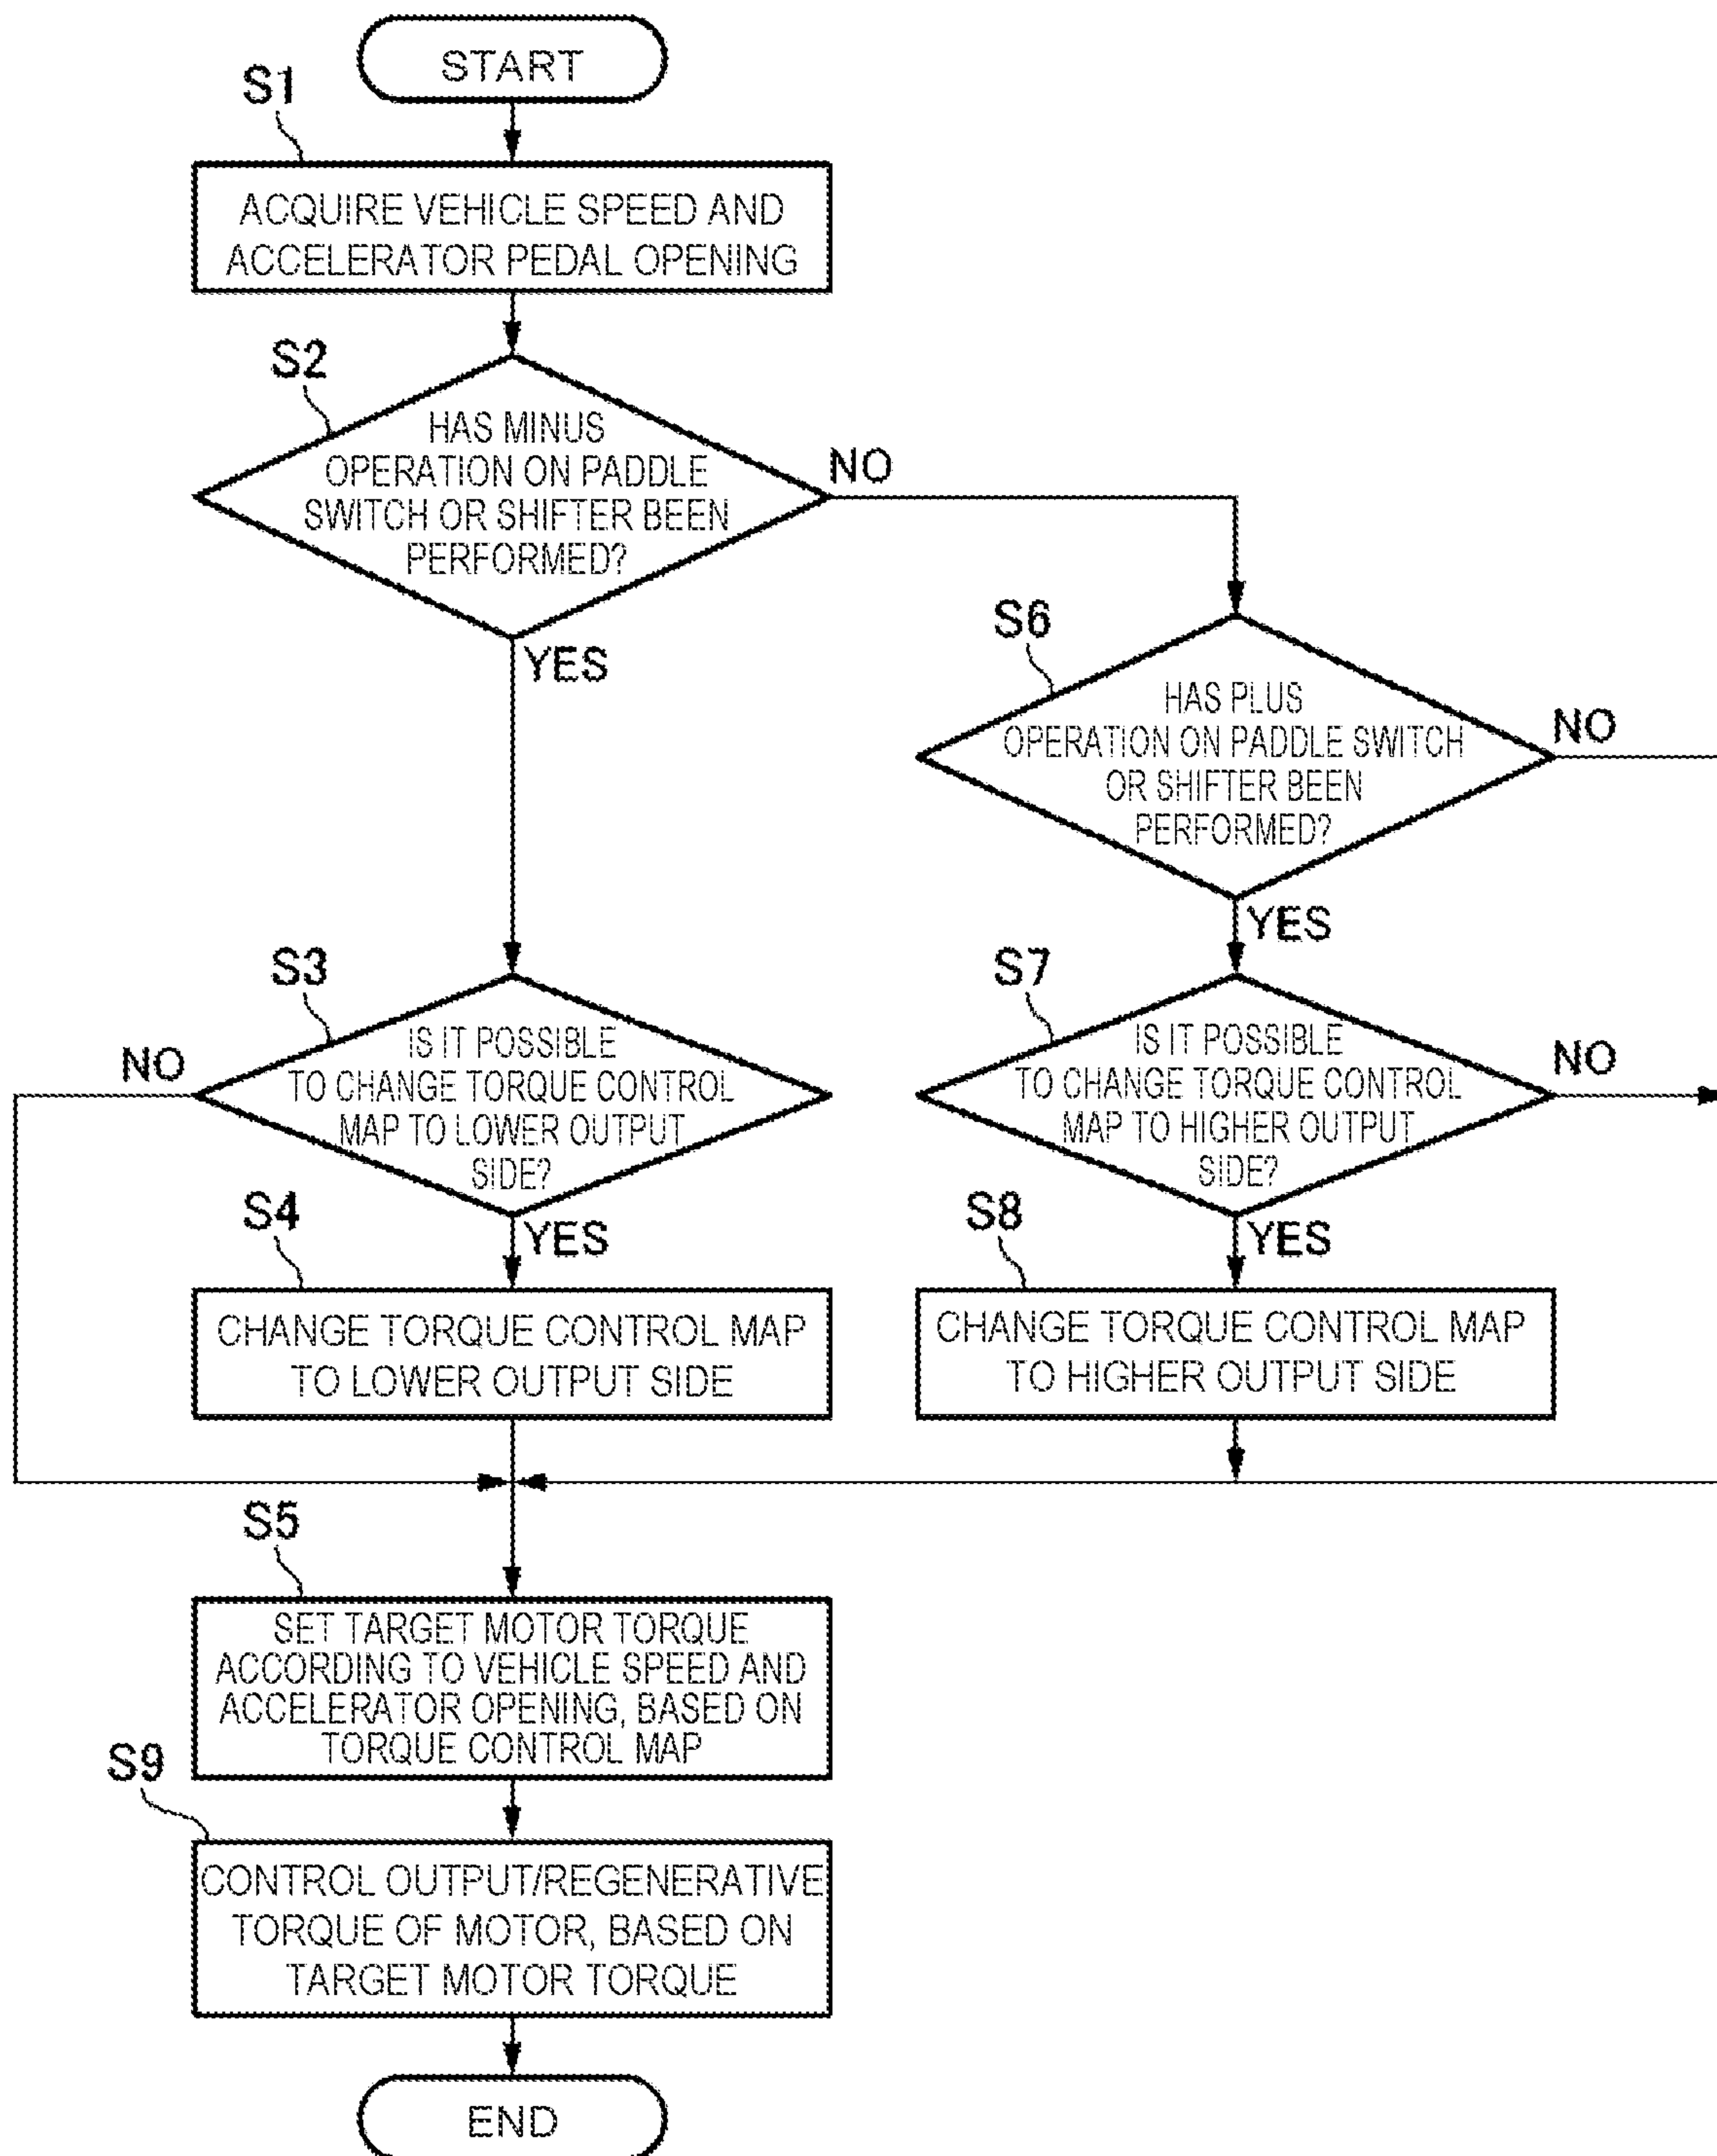 START
S1
ACQUIRE VEHICLE SPEED AND
ACCELERATOR PEDAL OPENING
S2
HAS MINUS
OPERATION ON PADDLE
SWITCH OR SHIFTER BEEN
PERFORMED?
NO
YES
S6
HAS PLUS
OPERATION ON PADDLE SWITCH
OR SHIFTER BEEN
PERFORMED?
NO
YES
S3
IS IT POSSIBLE
TO CHANGE TORQUE CONTROL
MAP TO LOWER OUTPUT
SIDE?
NO
YES
S7
IS IT POSSIBLE
TO CHANGE TORQUE CONTROL
MAP TO HIGHER OUTPUT
SIDE?
NO
YES
S4
CHANGE TORQUE CONTROL MAP
TO LOWER OUTPUT SIDE
S8
CHANGE TORQUE CONTROL MAP
TO HIGHER OUTPUT SIDE
S5
SET TARGET MOTOR TORQUE
ACCORDING TO VEHICLE SPEED AND
ACCELERATOR OPENING, BASED ON
TORQUE CONTROL MAP
S9
CONTROL OUTPUT/REGENERATIVE
TORQUE OF MOTOR, BASED ON
TARGET MOTOR TORQUE
END